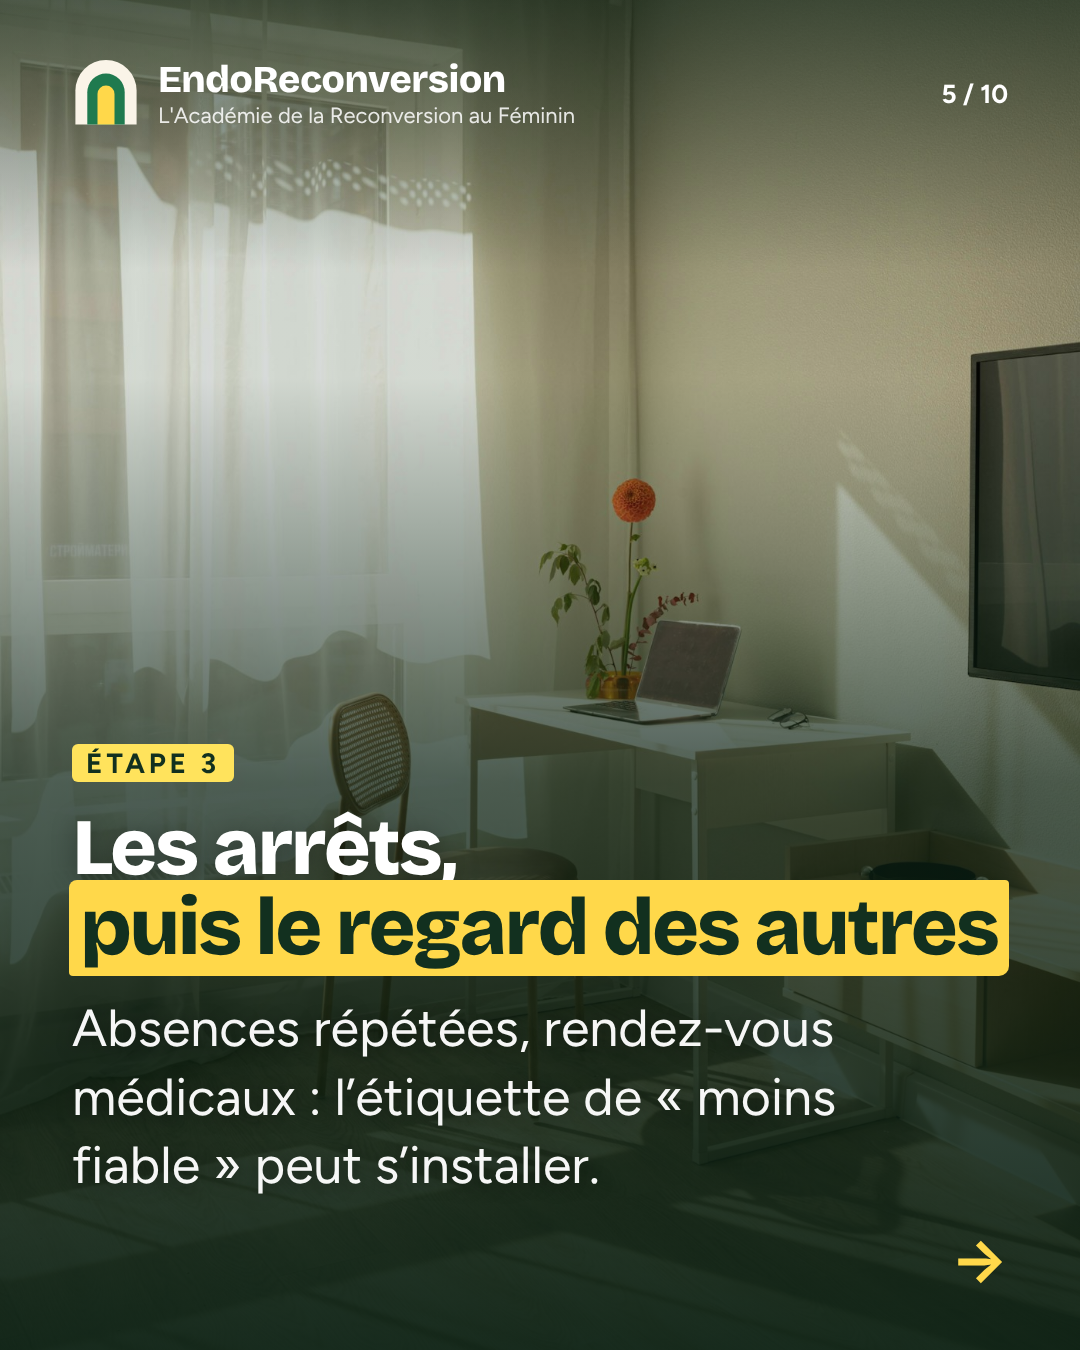 EndoReconversion
L'Académie de la Reconversion au Féminin
5 / 10
ÉTAPE 3
Les arrêts,
puis le regard des autres
Absences répétées, rendez-vous
médicaux : l’étiquette de « moins
fiable » peut s’installer.